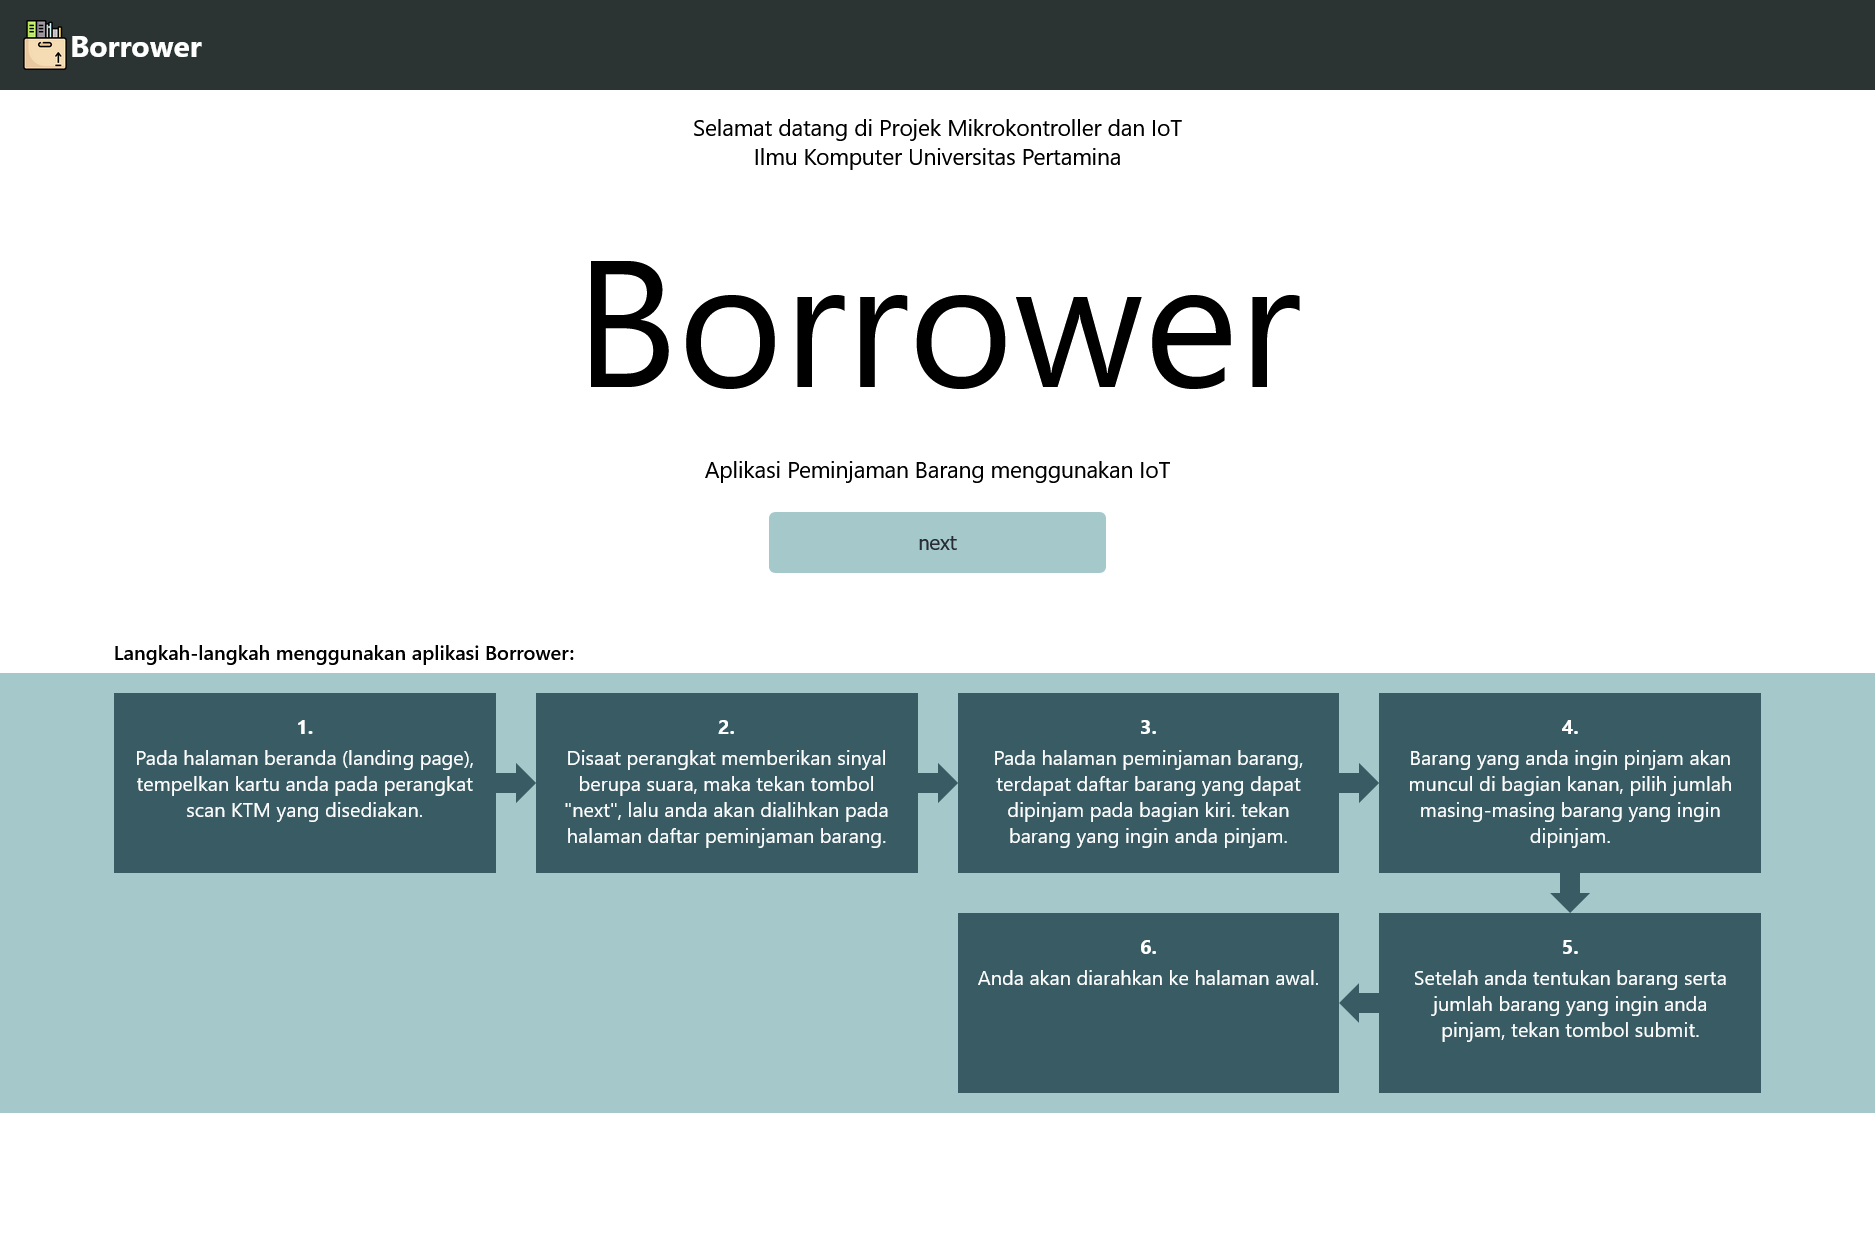 Borrower
Selamat datang di Projek Mikrokontroller dan IoT
Ilmu Komputer Universitas Pertamina
Borrower
Aplikasi Peminjaman Barang menggunakan IoT
next
Langkah-langkah menggunakan aplikasi Borrower:
1.
Pada halaman beranda (landing page),
tempelkan kartu anda pada perangkat
scan KTM yang disediakan.
2.
Disaat perangkat memberikan sinyal
berupa suara, maka tekan tombol
"next", lalu anda akan dialihkan pada
halaman daftar peminjaman barang.
3.
Pada halaman peminjaman barang,
terdapat daftar barang yang dapat
dipinjam pada bagian kiri. tekan
barang yang ingin anda pinjam.
4.
Barang yang anda ingin pinjam akan
muncul di bagian kanan, pilih jumlah
masing-masing barang yang ingin
dipinjam.
5.
Setelah anda tentukan barang serta
jumlah barang yang ingin anda
pinjam, tekan tombol submit.
6.
Anda akan diarahkan ke halaman awal.